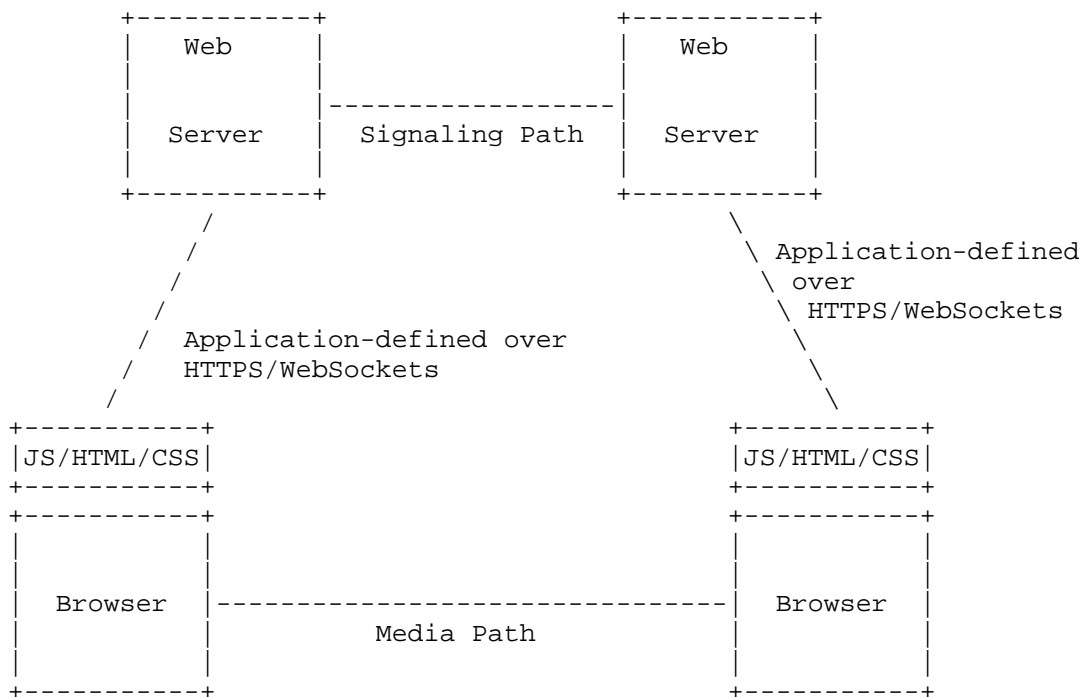 Web Web
Server Signaling Path Server
Application-defined
over
HTTPS/WebSockets
Application-defined over
HTTPS/WebSockets
JS/HTML/CSS JS/HTML/CSS
Browser Browser
Media Path